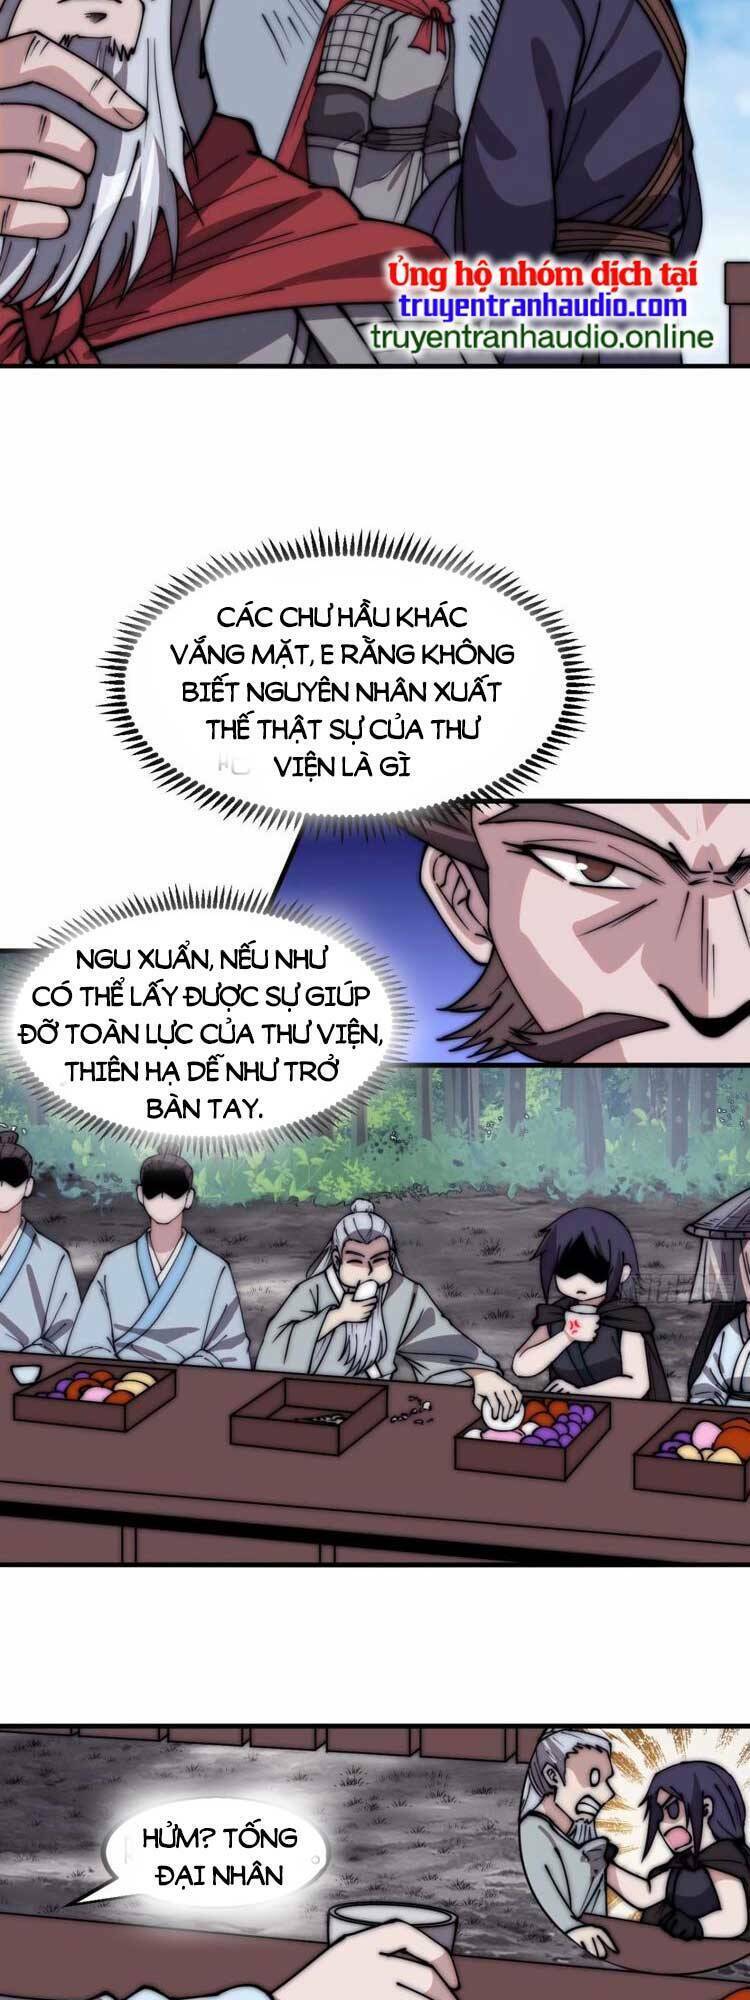 Ủng hộ nhóm dịch tại
truyentranhaudio.com
truyentranhaudio.online
CÁC CHƯ HẦU KHÁC
VẮNG MẶT, E RẰNG KHÔNG
BIẾT NGUYÊN NHÂN XUẤT
THẾ THẬT SỰ CỦA THƯ
VIỆN LÀ GÌ
NGU XUẨN, NẾU NHƯ
CÓ THỂ LẤY ĐƯỢC SỰ GIÚP
ĐỠ TOÀN LỰC CỦA THƯ VIỆN,
THIÊN HẠ DỄ NHƯ TRỞ
BÀN TAY.
HỬM? TỐNG
ĐẠI NHÂN